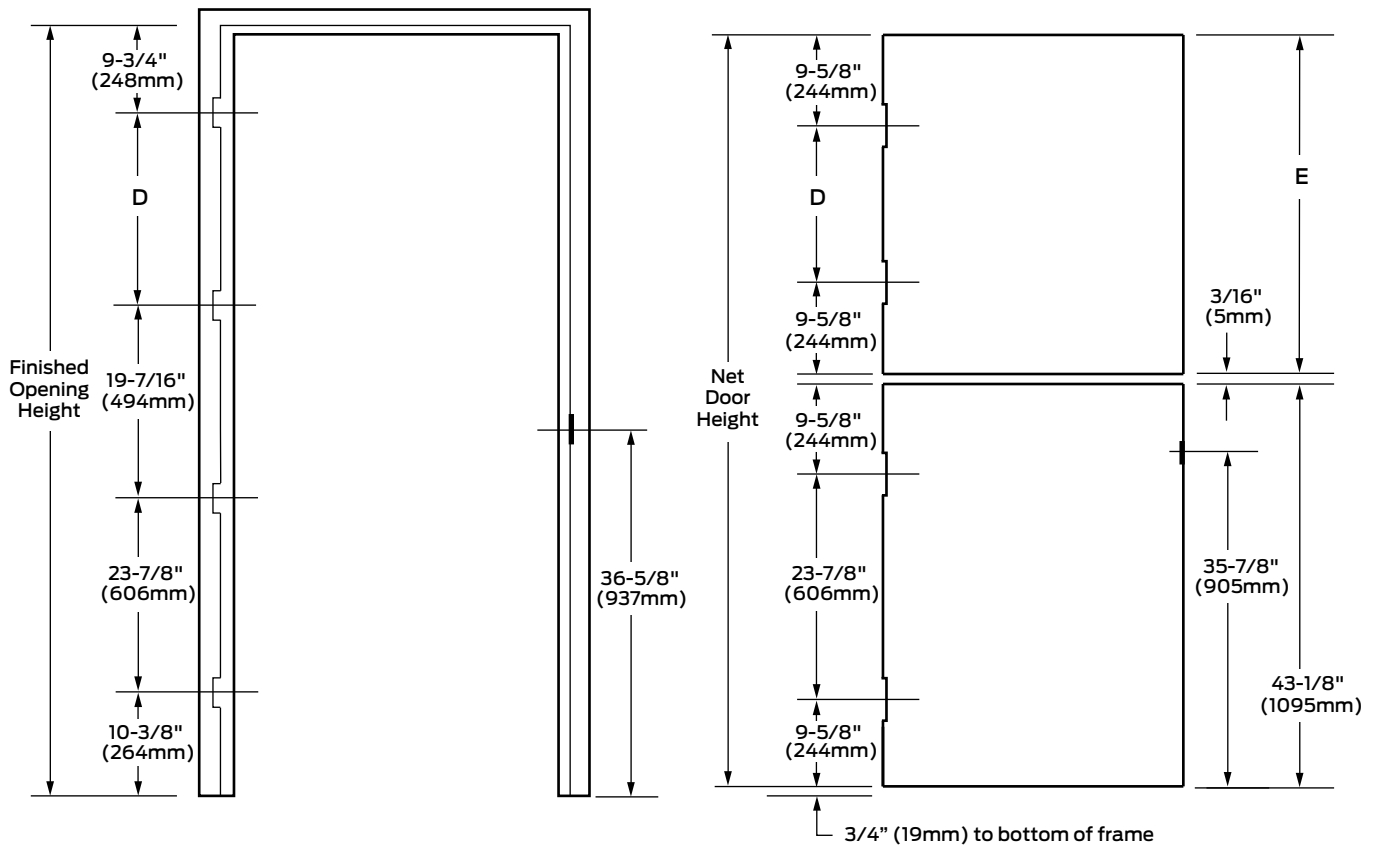 9-3/4"
(248mm)
D
Finished
Opening
Height
19-7/16"
(494mm)
23-7/8"
(606mm)
10-3/8"
(264mm)
36-5/8"
(937mm)
Net
Door
Height
9-5/8"
(244mm)
D
9-5/8"
(244mm)
9-5/8"
(244mm)
23-7/8"
(606mm)
9-5/8"
(244mm)
E
3/16"
(5mm)
35-7/8"
(905mm)
43-1/8"
(1095mm)
3/4” (19mm) to bottom of frame